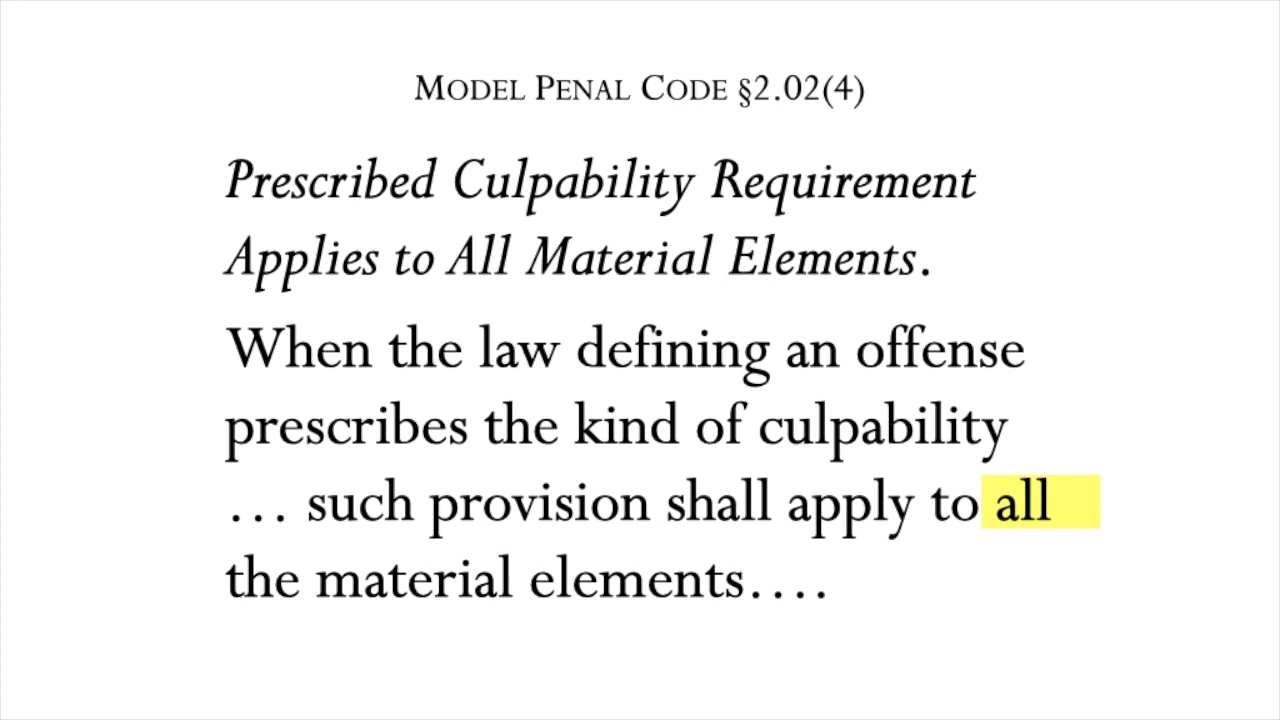 MODEL PENAL CODE §2.02(4)
Prescribed Culpability Requirement
Applies to All Material Elements.
When the law defining an offense
prescribes the kind of culpability
… such provision shall apply to all
the material elements….